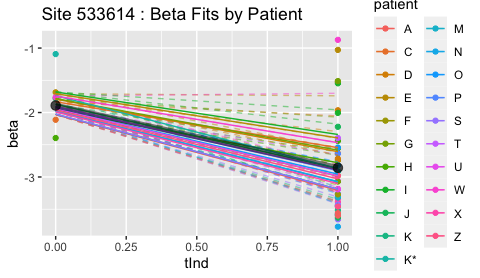 Site 533614 : Beta Fits by Patient
patient
-1
-2
-3
beta
0.00 0.25 0.50 0.75 1.00
tInd
A M
C N
D O
E P
F S
G T
H U
I W
J X
K Z
K*